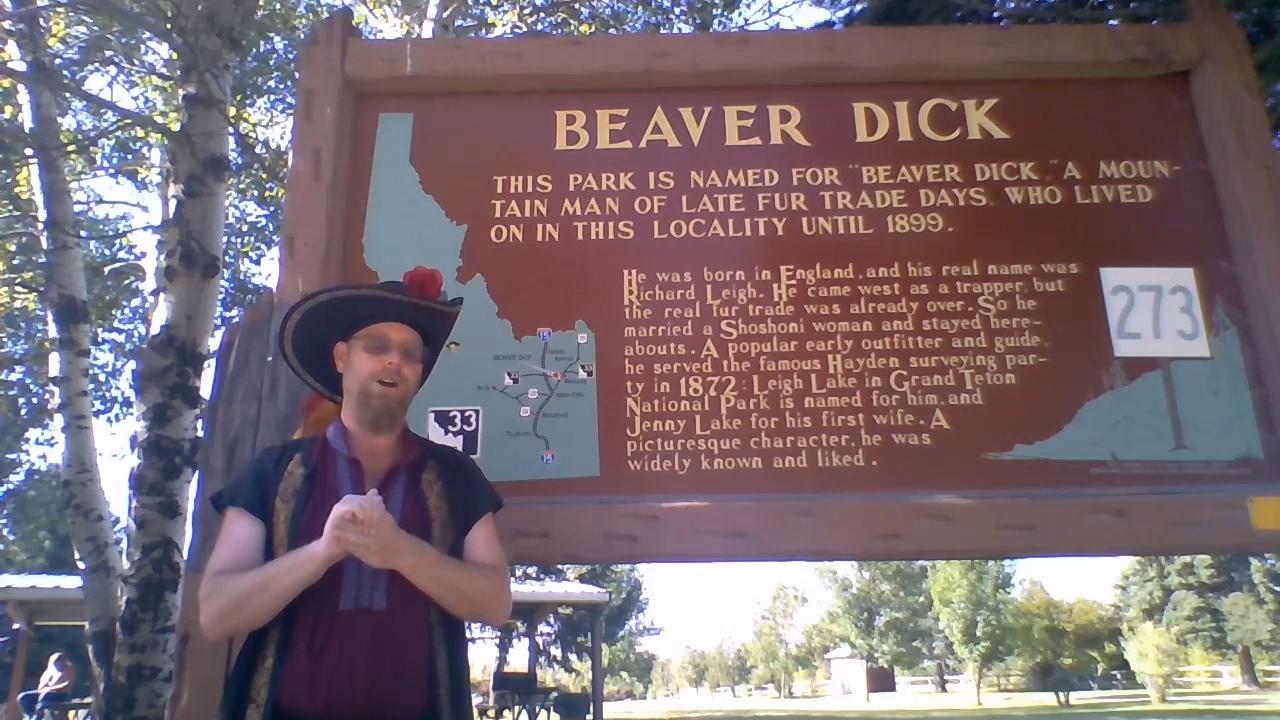 BEAVER DICK
THIS PARK IS NAMED FOR "BEAVER DICK," A MOUN-
TAIN MAN OF LATE FUR TRADE DAYS, WHO LIVED
ON IN THIS LOCALITY UNTIL 1899.
He was born in England, and his real name was
Richard Leigh. He came west as a trapper, but
the real fur trade was already over. So he
married a Shoshoni woman and stayed here-
abouts. A popular early outfitter and guide,
he served the famous Hayden surveying par-
ty in 1872: Leigh Lake in Grand Teton
National Park is named for him, and
Jenny Lake for his first wife. A
picturesque character, he was
widely known and liked.
273
33
BEAVER DICK
15